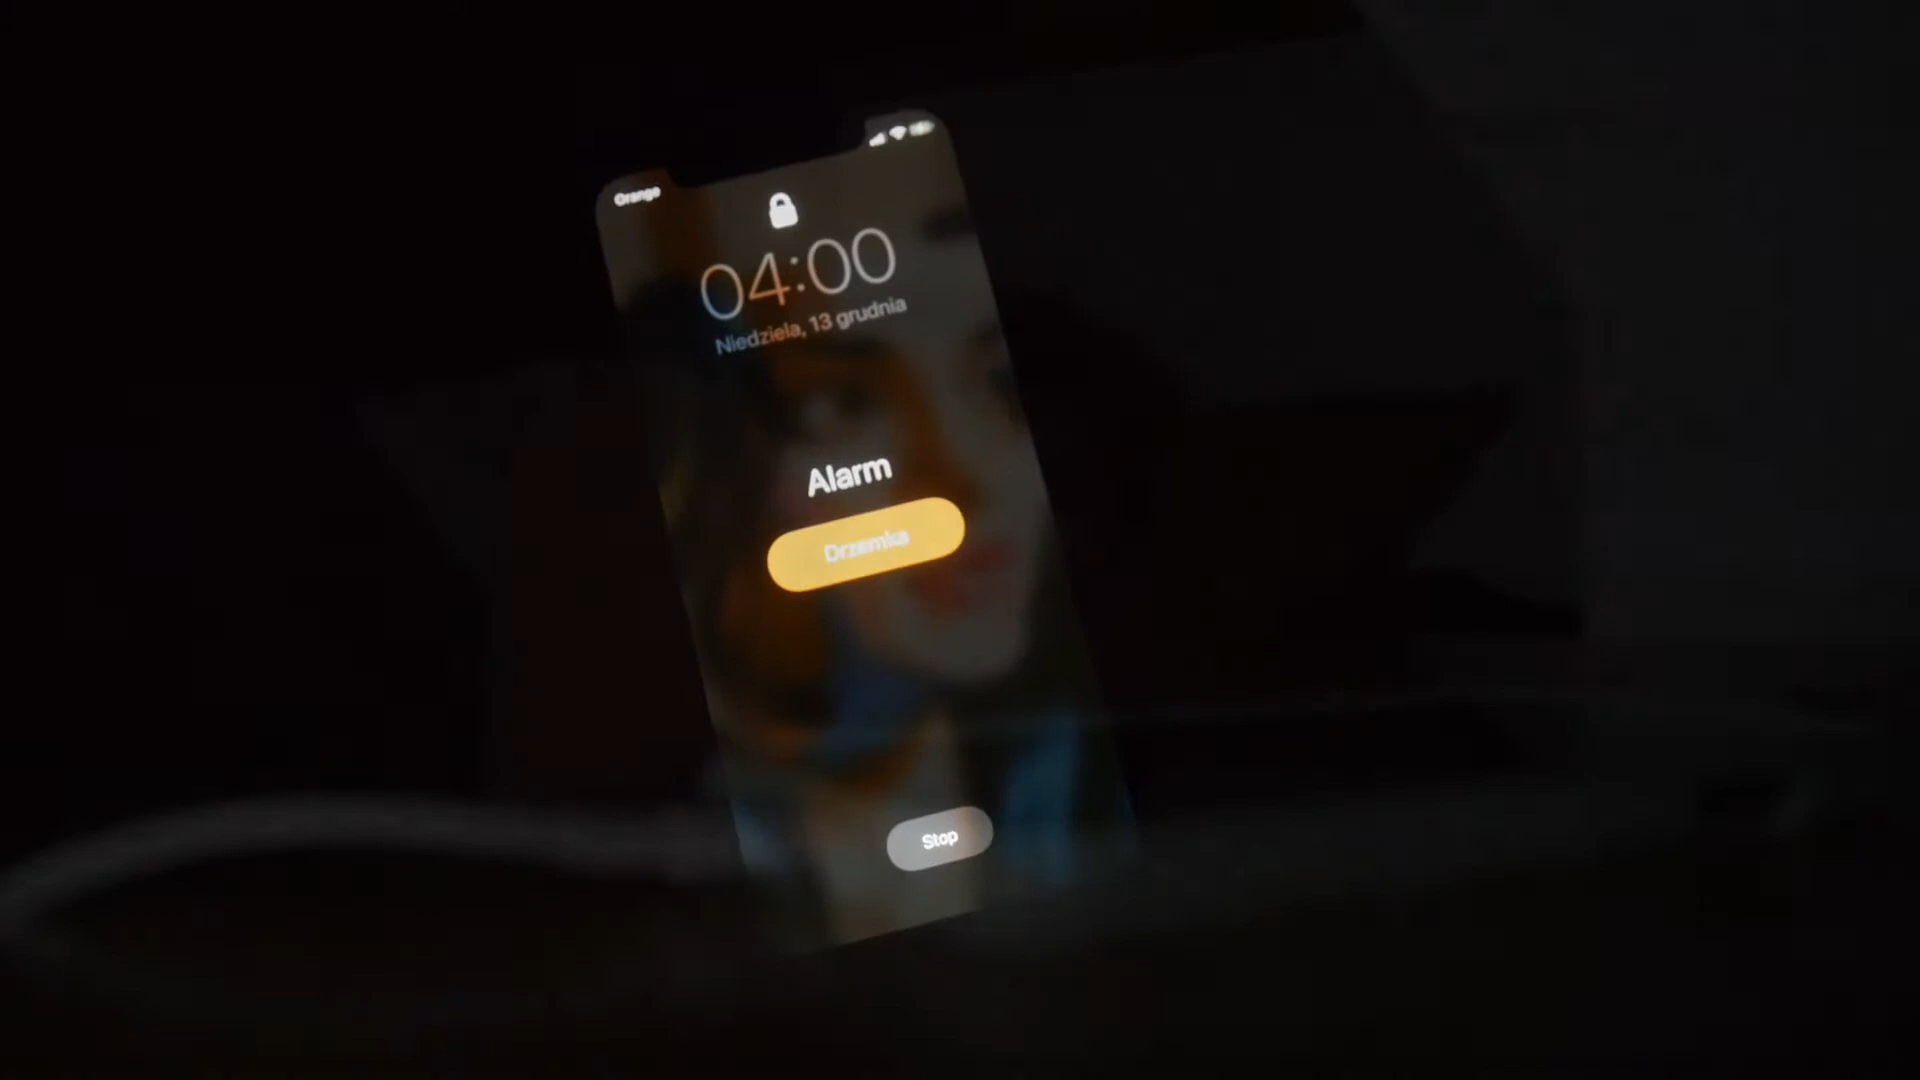 Orange
04:00
Niedziela, 13 grudnia
Alarm
Drzemka
Stop